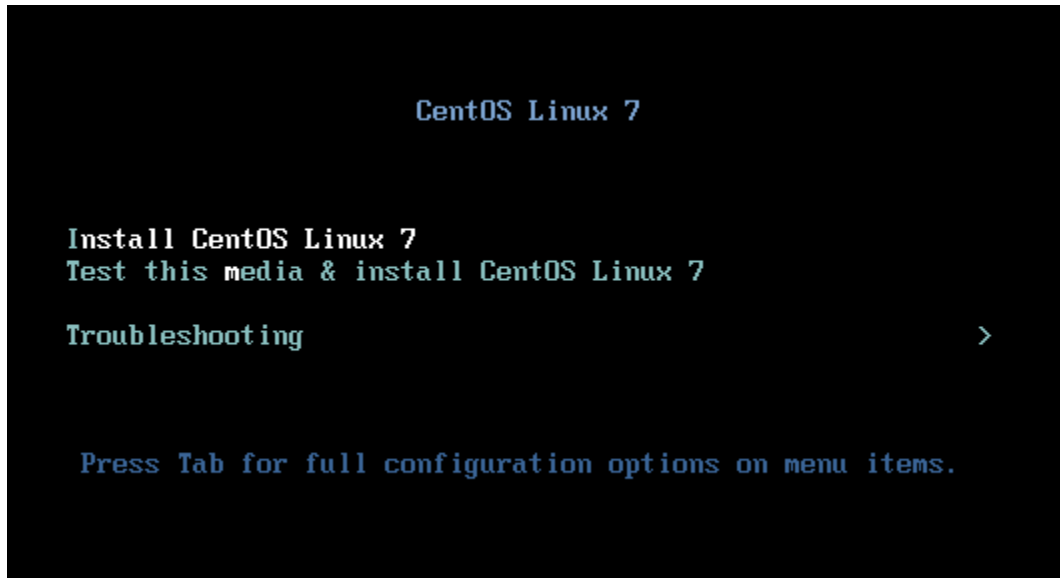 CentOS Linux 7
Install CentOS Linux 7
Test this media & install CentOS Linux 7
Troubleshooting >
Press Tab for full configuration options on menu items.